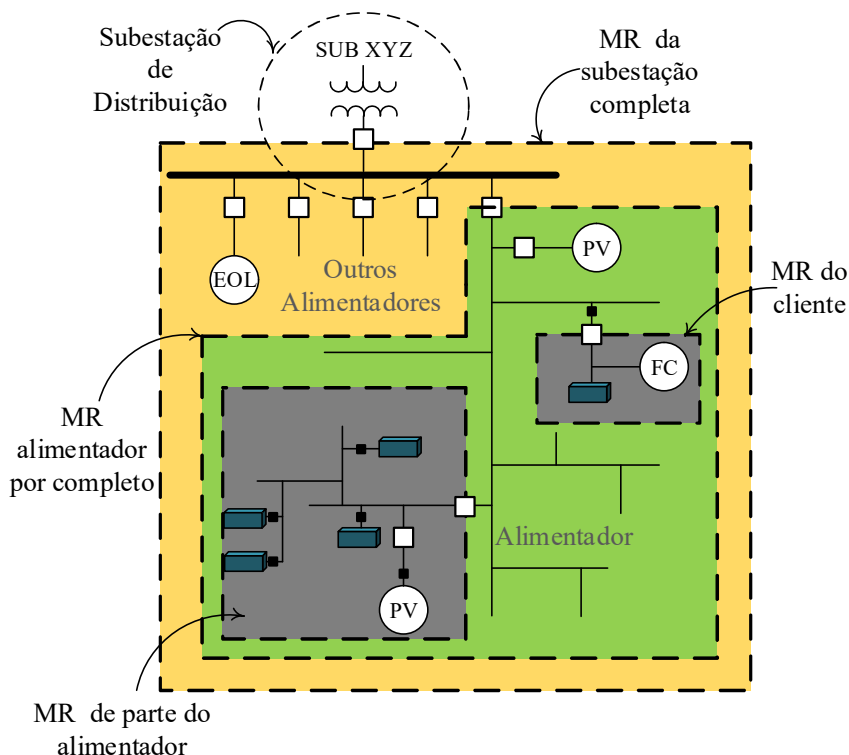 Subestação
de
Distribuição
SUB XYZ
MR da
subestação
completa
EOL
Outros
Alimentadores
PV
MR do
cliente
FC
MR
alimentador
por completo
Alimentador
PV
MR de parte do
alimentador